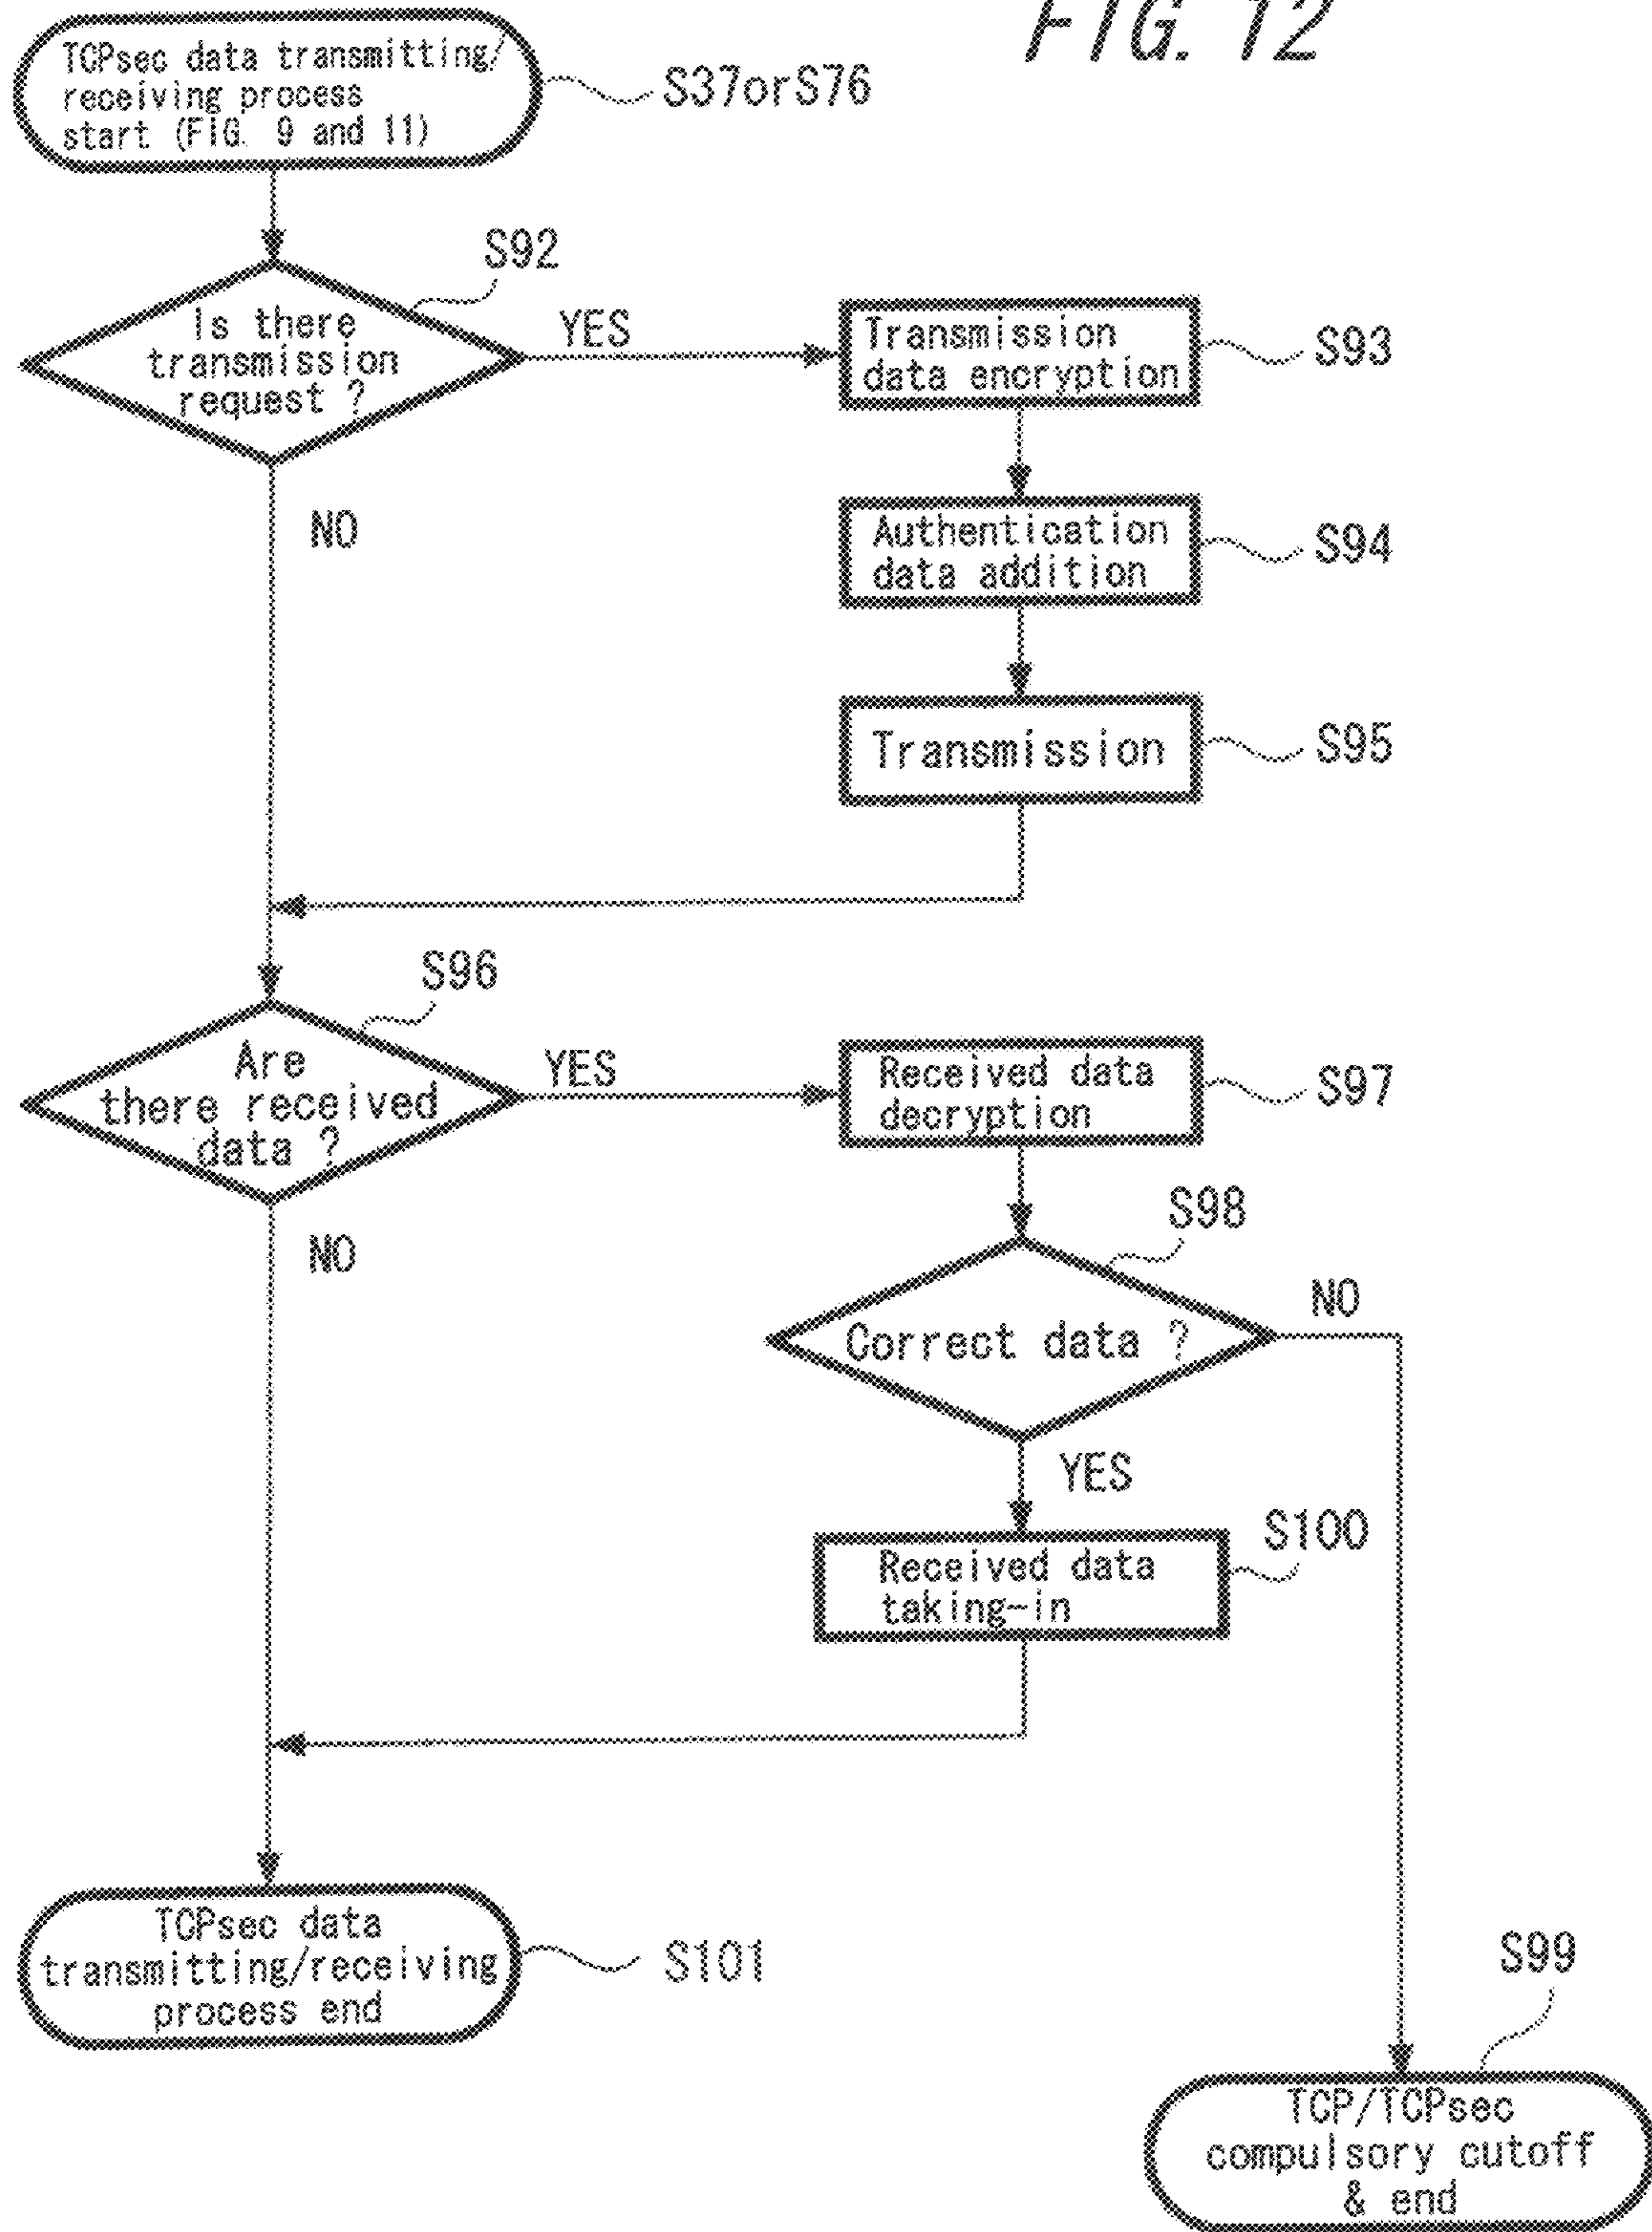 FIG. 12
TCPsec data transmitting/
receiving process
start (FIG. 9 and 11)
S37orS76
S92
Is there
transmission
request ?
YES
NO
Transmission
data encryption
S93
Authentication
data addition
S94
Transmission
S95
S96
Are
there received
data ?
YES
NO
Received data
decryption
S97
S98
Correct data ?
NO
YES
S100
Received data
taking-in
TCPsec data
transmitting/receiving
process end
S101
S99
TCP/TCPsec
compulsory cutoff
& end